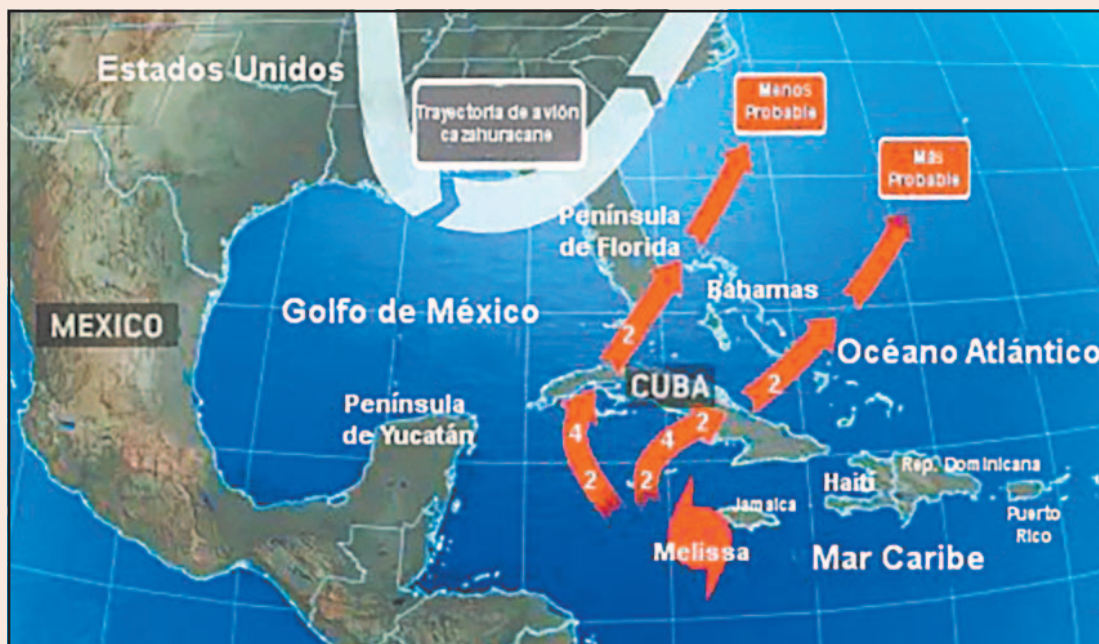 Estados Unidos
Trayectoria de avión
cazahuracane
Menos
Probable
Más
Probable
Península
de Florida
Bahamas
Golfo de México
MEXICO
Océano Atlántico
2
2
CUBA
Península
de Yucatán
4
2
4
2
2
Rep. Dominicana
Haití
Jamaica
Puerto
Rico
Melissa
Mar Caribe